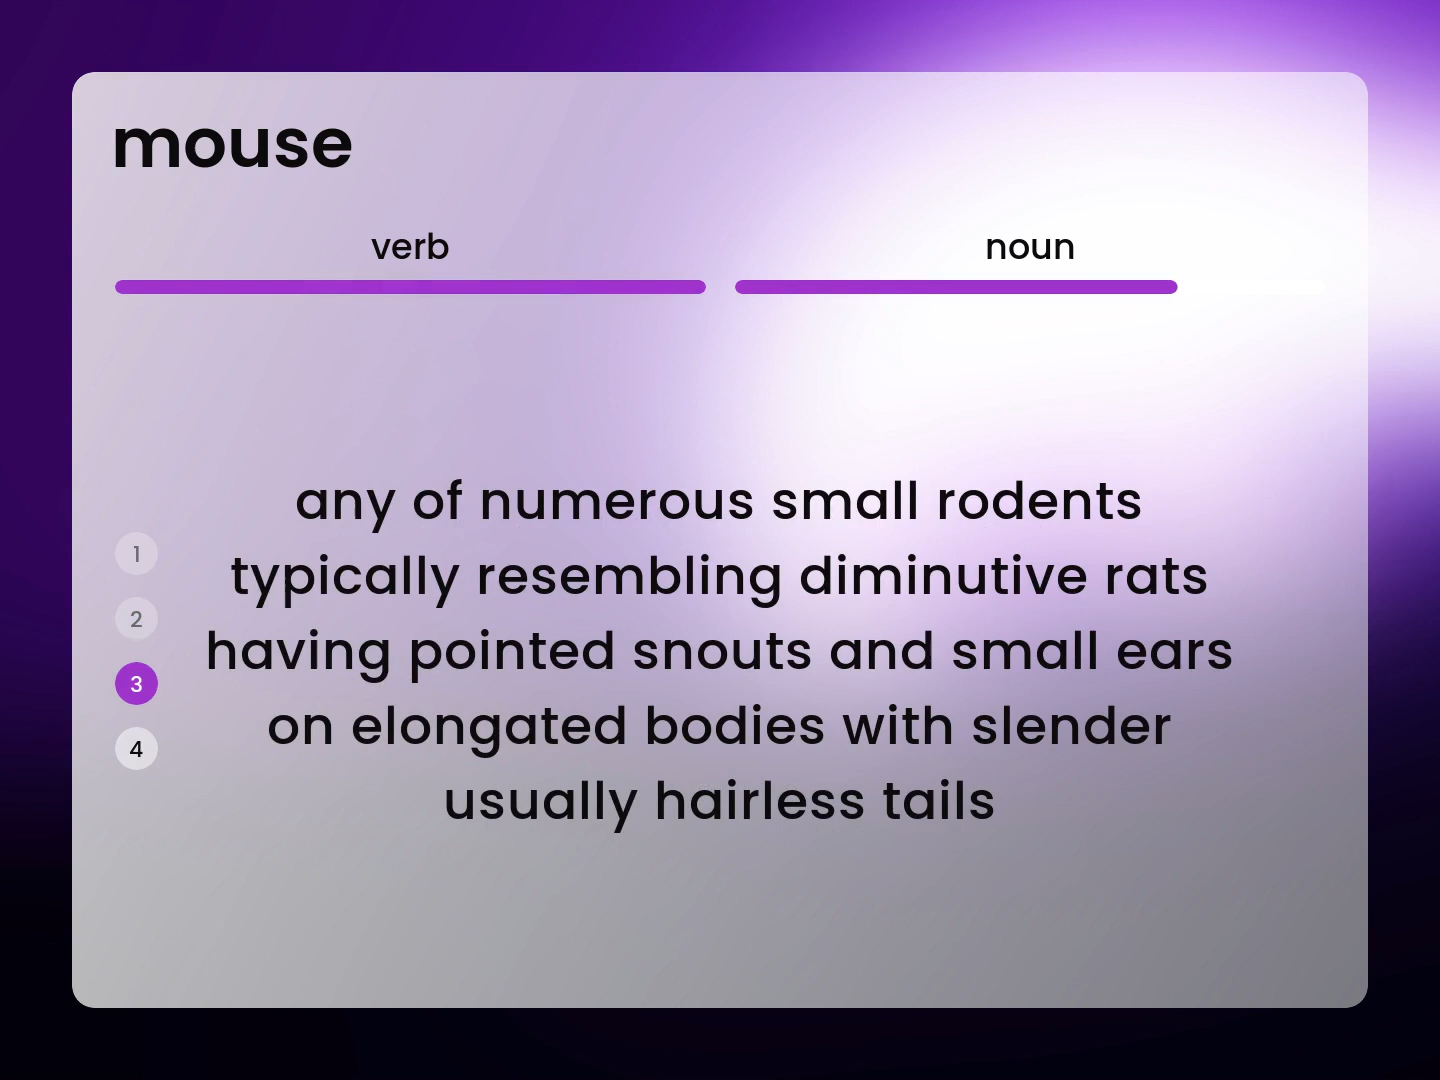 mouse
verb
noun
any of numerous small rodents
typically resembling diminutive rats
having pointed snouts and small ears
on elongated bodies with slender
usually hairless tails
1
2
3
4